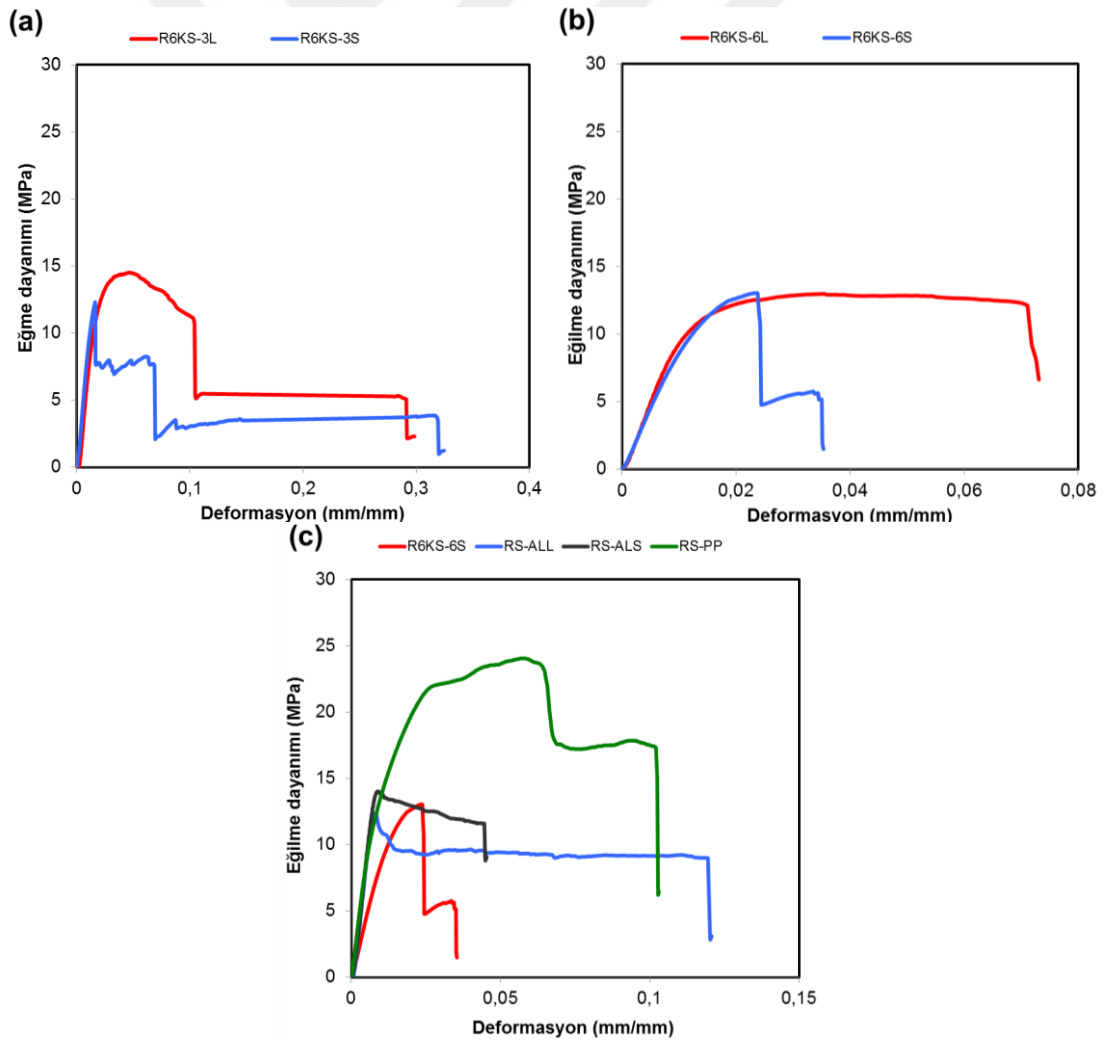 (a)
R6KS-3L R6KS-3S
30
25
20
15
10
5
0
Eğme dayanımı (MPa)
0 0,1 0,2 0,3 0,4
Deformasyon (mm/mm)
(b)
R6KS-6L R6KS-6S
30
25
20
15
10
5
0
Eğilme dayanımı (MPa)
0 0,02 0,04 0,06 0,08
Deformasyon (mm/mm)
(c)
R6KS-6S RS-ALL RS-ALS RS-PP
30
25
20
15
10
5
0
Eğilme dayanımı (MPa)
0 0,05 0,1 0,15
Deformasyon (mm/mm)